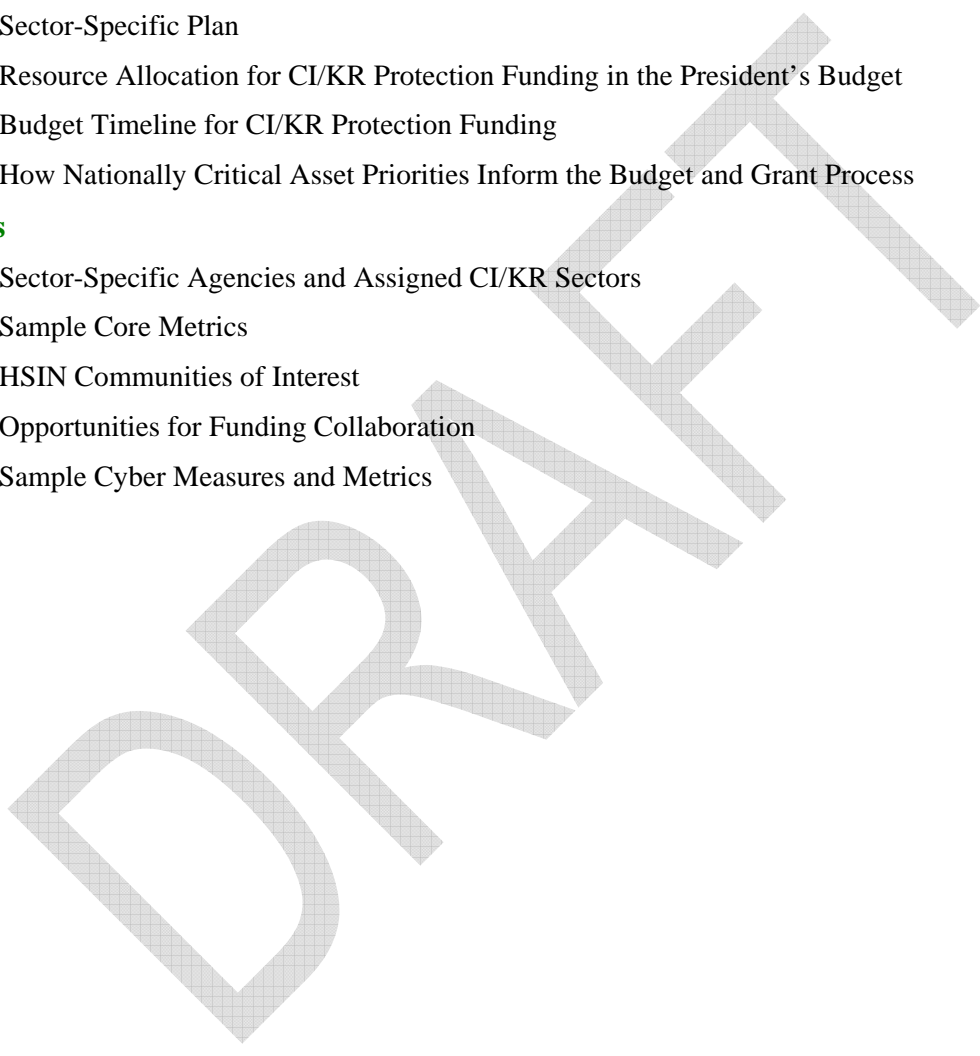 Sector-Specific Plan
Resource Allocation for CI/KR Protection Funding in the President’s Budget
Budget Timeline for CI/KR Protection Funding
How Nationally Critical Asset Priorities Inform the Budget and Grant Process
s
Sector-Specific Agencies and Assigned CI/KR Sectors
Sample Core Metrics
HSIN Communities of Interest
Opportunities for Funding Collaboration
Sample Cyber Measures and Metrics
DRAFT